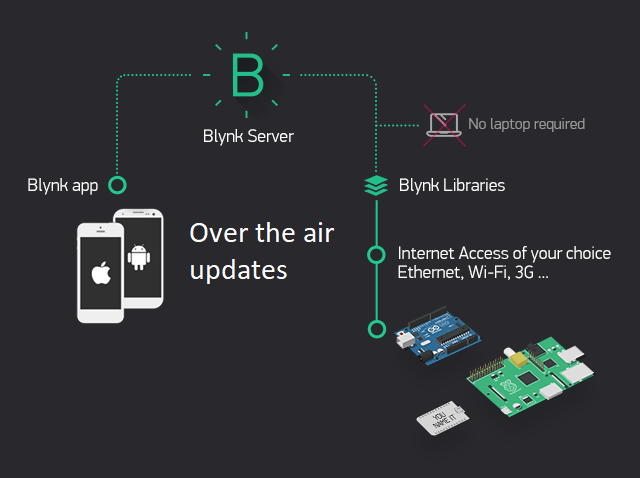 B
Blynk Server
No laptop required
Blynk app
Blynk Libraries
Over the air
updates
Internet Access of your choice
Ethernet, Wi-Fi, 3G ...
YOU
NAME IT